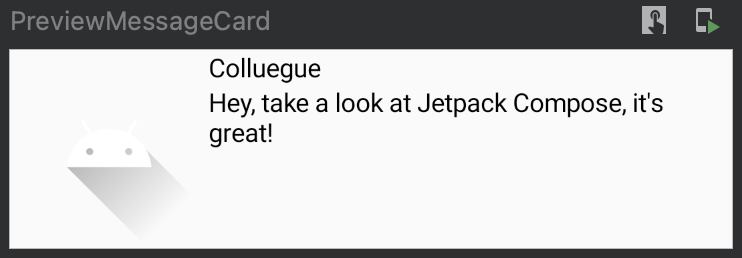 PreviewMessageCard
Colluegue
Hey, take a look at Jetpack Compose, it's
great!